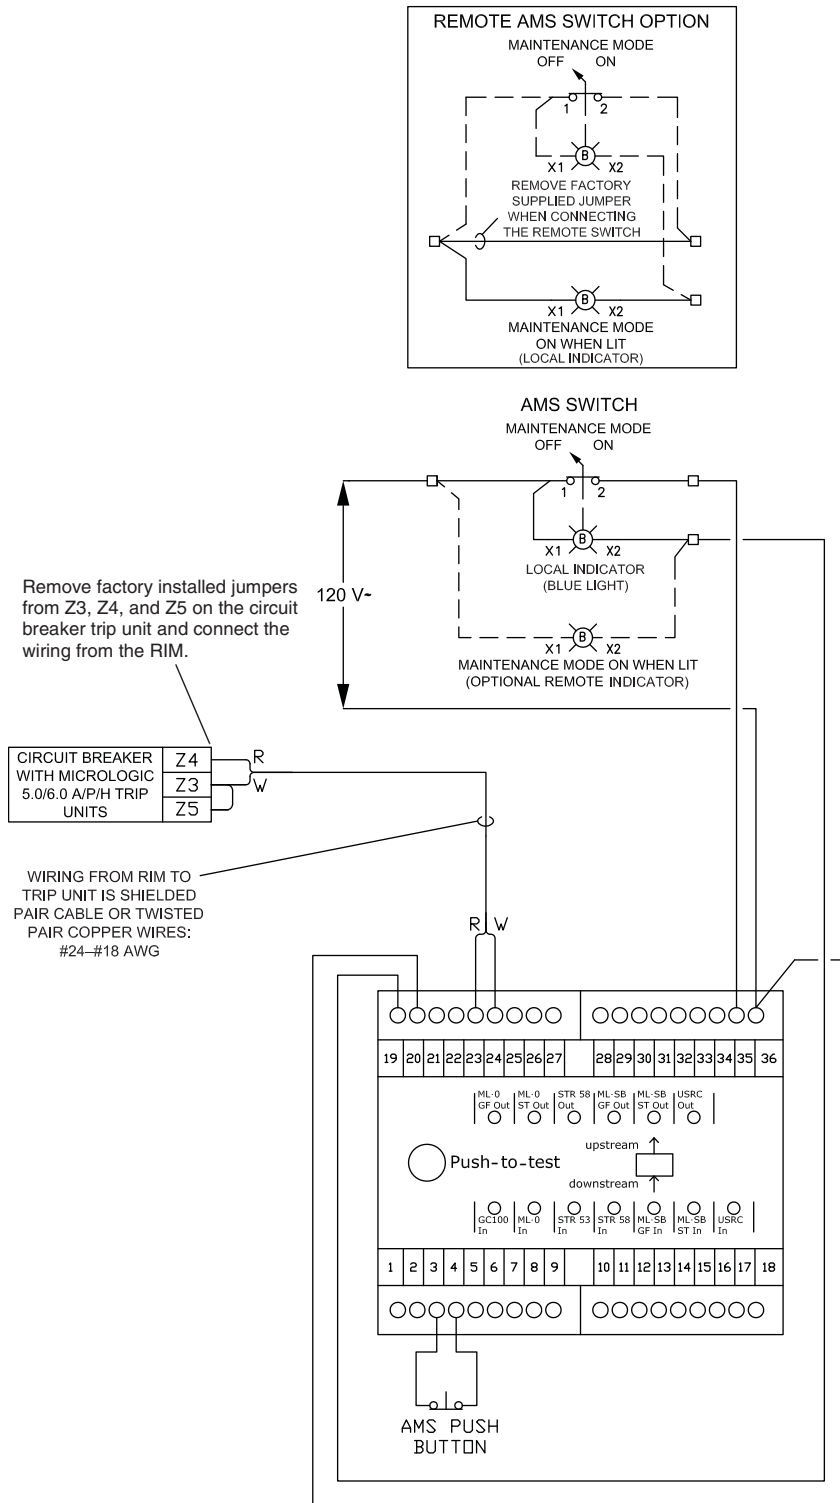 REMOTE AMS SWITCH OPTION
MAINTENANCE MODE
OFF ON
1 2
B
X1 X2
REMOVE FACTORY
SUPPLIED JUMPER
WHEN CONNECTING
THE REMOTE SWITCH
B
X1 X2
MAINTENANCE MODE
ON WHEN LIT
(LOCAL INDICATOR)
AMS SWITCH
MAINTENANCE MODE
OFF ON
1 2
B
X1 X2
LOCAL INDICATOR
(BLUE LIGHT)
120 V~
B
X1 X2
MAINTENANCE MODE ON WHEN LIT
(OPTIONAL REMOTE INDICATOR)
Remove factory installed jumpers
from Z3, Z4, and Z5 on the circuit
breaker trip unit and connect the
wiring from the RIM.
CIRCUIT BREAKER
WITH MICROLOGIC
5.0/6.0 A/P/H TRIP
UNITS
Z4
Z3
Z5
R
W
WIRING FROM RIM TO
TRIP UNIT IS SHIELDED
PAIR CABLE OR TWISTED
PAIR COPPER WIRES:
#24–#18 AWG
R W
19 20 21 22 23 24 25 26 27 28 29 30 31 32 33 34 35 36
ML-0 GF Out
ML-0 ST Out
STR 58 Out
ML-SB GF Out
ML-SB ST Out
USRC Out
Push-to-test
upstream
downstream
GC100 In
ML-0 In
STR 53 In
STR 58 In
ML-SB GF In
ML-SB ST In
USRC In
1 2 3 4 5 6 7 8 9 10 11 12 13 14 15 16 17 18
AMS PUSH
BUTTON